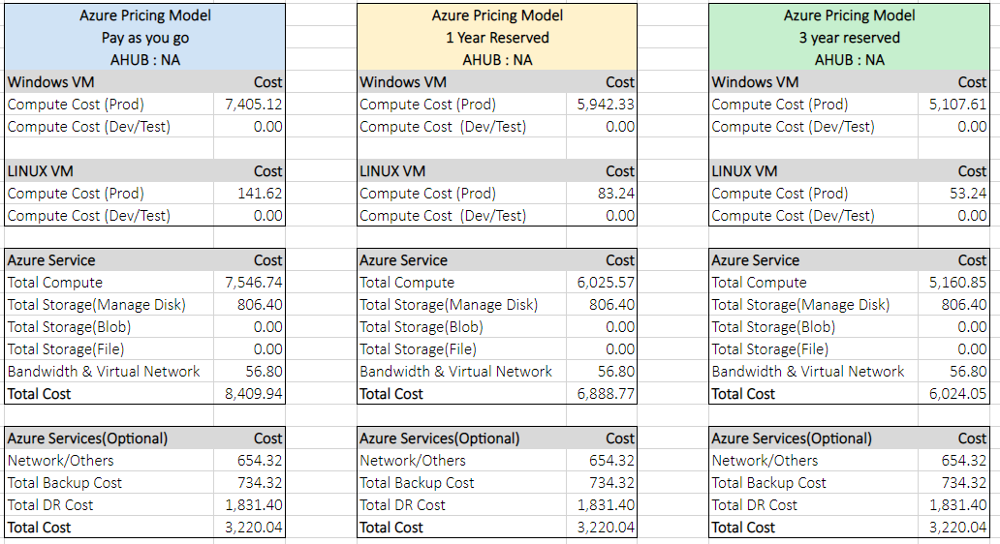 Azure Pricing Model
Pay as you go
AHUB : NA
Windows VM Cost
Compute Cost (Prod) 7,405.12
Compute Cost (Dev/Test) 0.00
LINUX VM Cost
Compute Cost (Prod) 141.62
Compute Cost (Dev/Test) 0.00
Azure Service Cost
Total Compute 7,546.74
Total Storage(Manage Disk) 806.40
Total Storage(Blob) 0.00
Total Storage(File) 0.00
Bandwidth & Virtual Network 56.80
Total Cost 8,409.94
Azure Services(Optional) Cost
Network/Others 654.32
Total Backup Cost 734.32
Total DR Cost 1,831.40
Total Cost 3,220.04
Azure Pricing Model
1 Year Reserved
AHUB : NA
Windows VM Cost
Compute Cost (Prod) 5,942.33
Compute Cost (Dev/Test) 0.00
LINUX VM Cost
Compute Cost (Prod) 83.24
Compute Cost (Dev/Test) 0.00
Azure Service Cost
Total Compute 6,025.57
Total Storage(Manage Disk) 806.40
Total Storage(Blob) 0.00
Total Storage(File) 0.00
Bandwidth & Virtual Network 56.80
Total Cost 6,888.77
Azure Services(Optional) Cost
Network/Others 654.32
Total Backup Cost 734.32
Total DR Cost 1,831.40
Total Cost 3,220.04
Azure Pricing Model
3 year reserved
AHUB : NA
Windows VM Cost
Compute Cost (Prod) 5,107.61
Compute Cost (Dev/Test) 0.00
LINUX VM Cost
Compute Cost (Prod) 53.24
Compute Cost (Dev/Test) 0.00
Azure Service Cost
Total Compute 5,160.85
Total Storage(Manage Disk) 806.40
Total Storage(Blob) 0.00
Total Storage(File) 0.00
Bandwidth & Virtual Network 56.80
Total Cost 6,024.05
Azure Services(Optional) Cost
Network/Others 654.32
Total Backup Cost 734.32
Total DR Cost 1,831.40
Total Cost 3,220.04